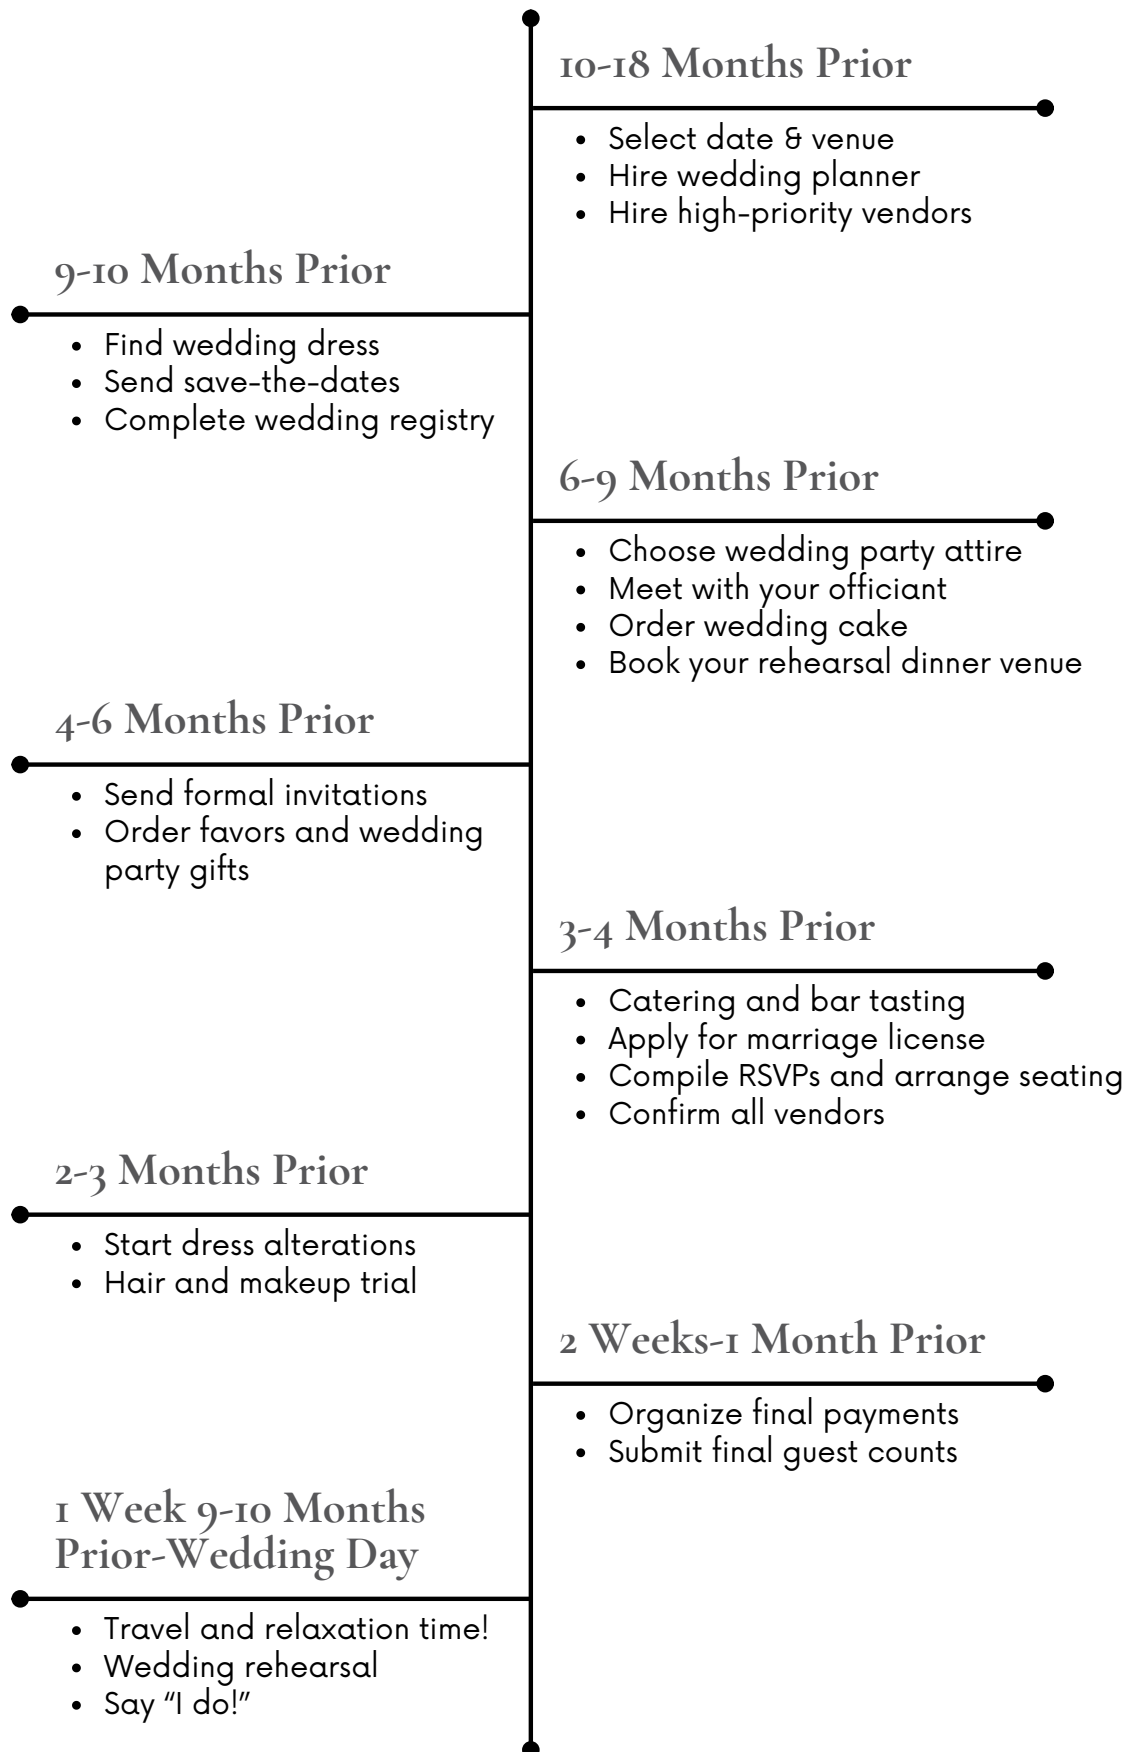 10-18 Months Prior
• Select date & venue
• Hire wedding planner
• Hire high-priority vendors
9-10 Months Prior
• Find wedding dress
• Send save-the-dates
• Complete wedding registry
6-9 Months Prior
• Choose wedding party attire
• Meet with your officiant
• Order wedding cake
• Book your rehearsal dinner venue
4-6 Months Prior
• Send formal invitations
• Order favors and wedding
party gifts
3-4 Months Prior
• Catering and bar tasting
• Apply for marriage license
• Compile RSVPs and arrange seating
• Confirm all vendors
2-3 Months Prior
• Start dress alterations
• Hair and makeup trial
2 Weeks-1 Month Prior
• Organize final payments
• Submit final guest counts
1 Week 9-10 Months
Prior-Wedding Day
• Travel and relaxation time!
• Wedding rehearsal
• Say “I do!”